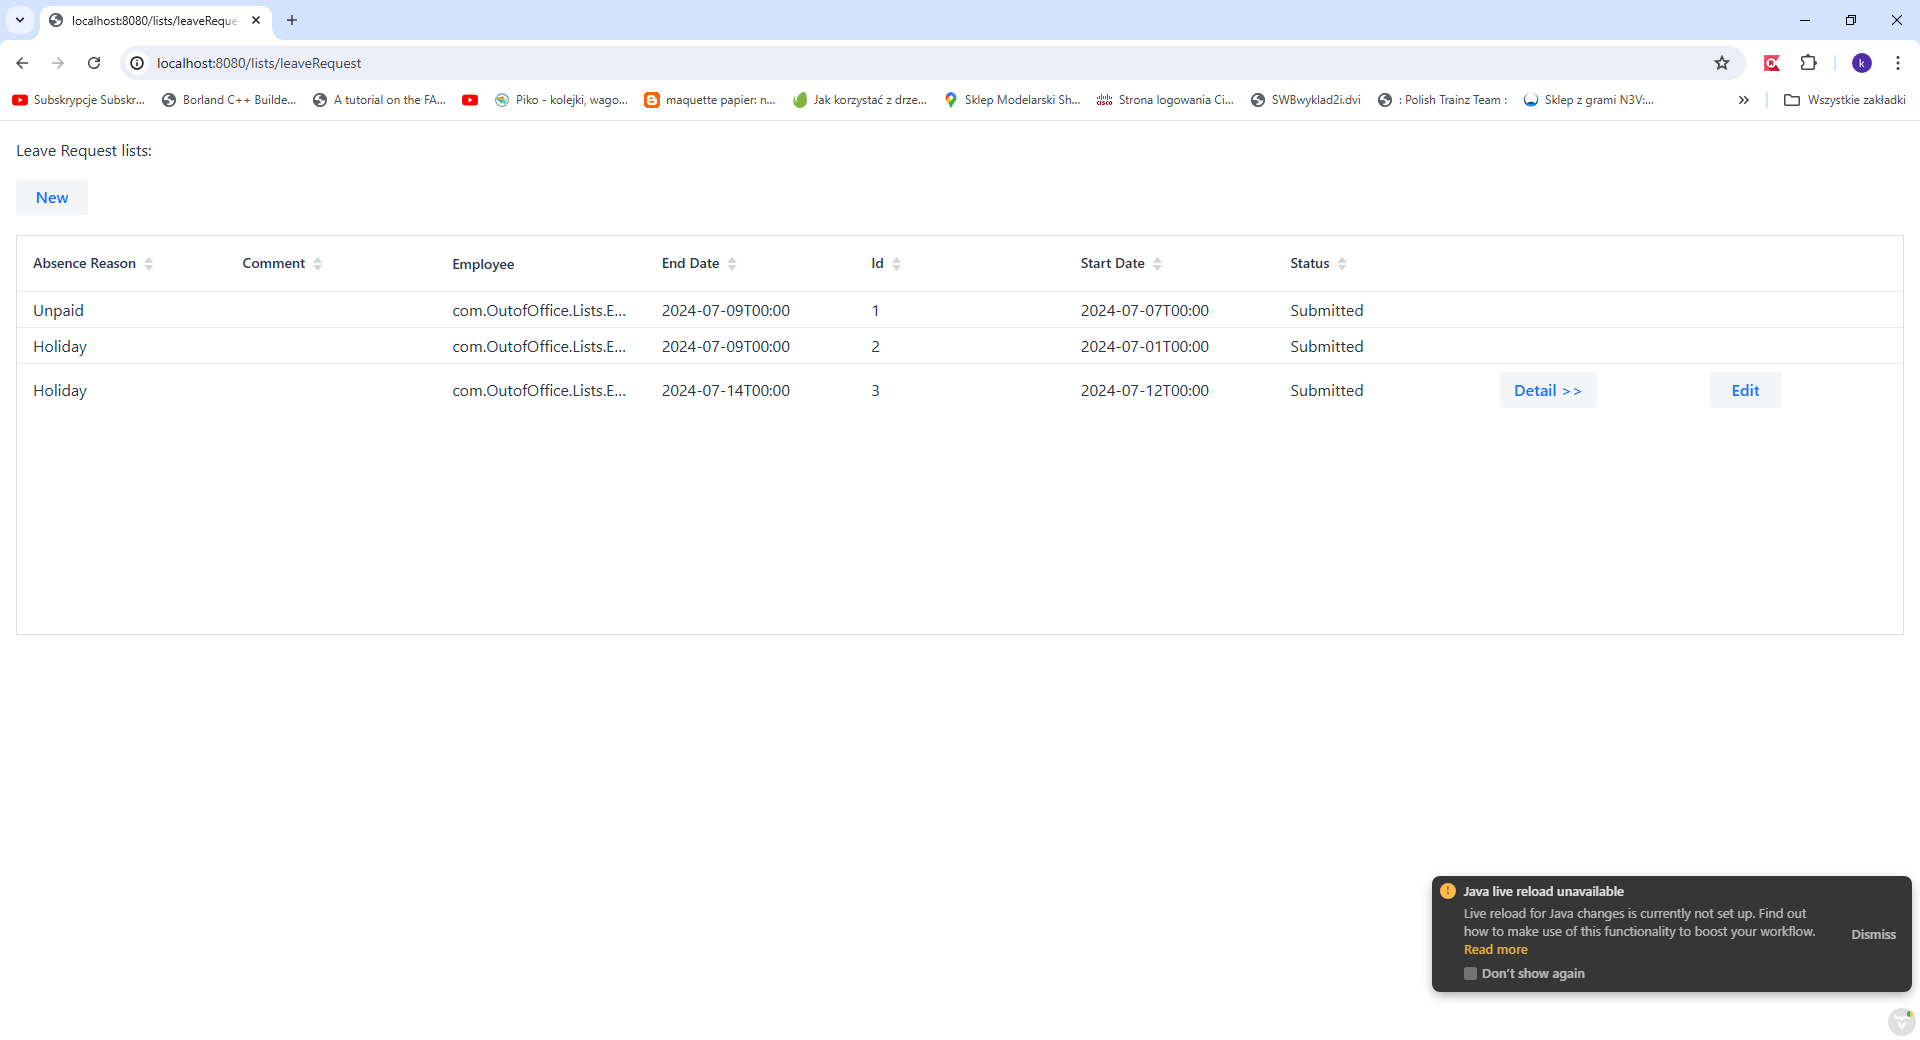 localhost:8080/lists/leaveReque
localhost:8080/lists/leaveRequest
k
Subskrypcje Subskr... Borland C++ Builde... A tutorial on the FA... Piko - kolejki, wago... maquette papier: n... Jak korzystać z drze... Sklep Modelarski Sh... Strona logowania Ci... SWBwyklad2i.dvi : Polish Trainz Team : Sklep z grami N3V:... » Wszystkie zakładki
Leave Request lists:
New
Absence Reason Comment Employee End Date Id Start Date Status
Unpaid com.OutofOffice.Lists.E... 2024-07-09T00:00 1 2024-07-07T00:00 Submitted
Holiday com.OutofOffice.Lists.E... 2024-07-09T00:00 2 2024-07-01T00:00 Submitted
Holiday com.OutofOffice.Lists.E... 2024-07-14T00:00 3 2024-07-12T00:00 Submitted Detail >> Edit
Java live reload unavailable
Live reload for Java changes is currently not set up. Find out
how to make use of this functionality to boost your workflow.
Read more
Dismiss
Don't show again